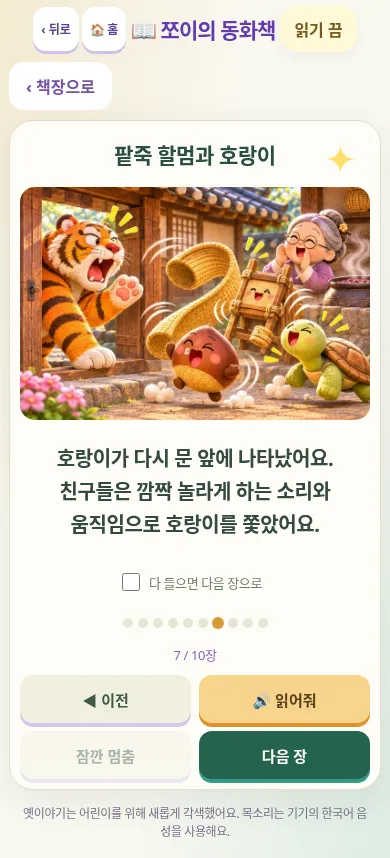 ‹ 뒤로
🏠 홈
📖 쪼이의 동화책
읽기 끔
‹ 책장으로
팥죽 할멈과 호랑이
호랑이가 다시 문 앞에 나타났어요.
친구들은 깜짝 놀라게 하는 소리와
움직임으로 호랑이를 쫓았어요.
다 들으면 다음 장으로
7 / 10장
◀ 이전
🔊 읽어줘
잠깐 멈춤
다음 장
옛이야기는 어린이를 위해 새롭게 각색했어요. 목소리는 기기의 한국어 음
성을 사용해요.